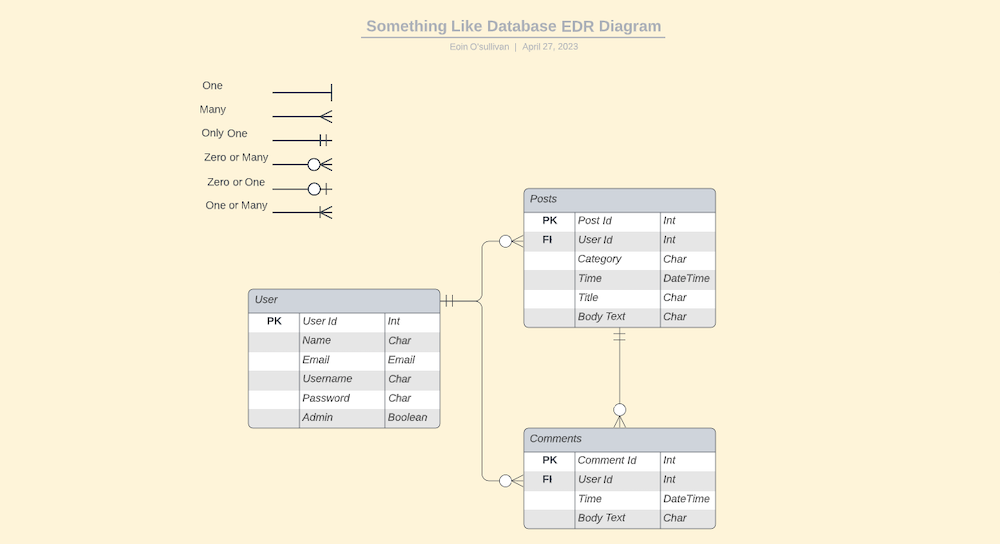 Something Like Database EDR Diagram
Eoin O'sullivan | April 27, 2023
One
Many
Only One
Zero or Many
Zero or One
One or Many
Posts
PK Post Id Int
FI User Id Int
Category Char
Time DateTime
Title Char
Body Text Char
User
PK User Id Int
Name Char
Email Email
Username Char
Password Char
Admin Boolean
Comments
PK Comment Id Int
FI User Id Int
Time DateTime
Body Text Char